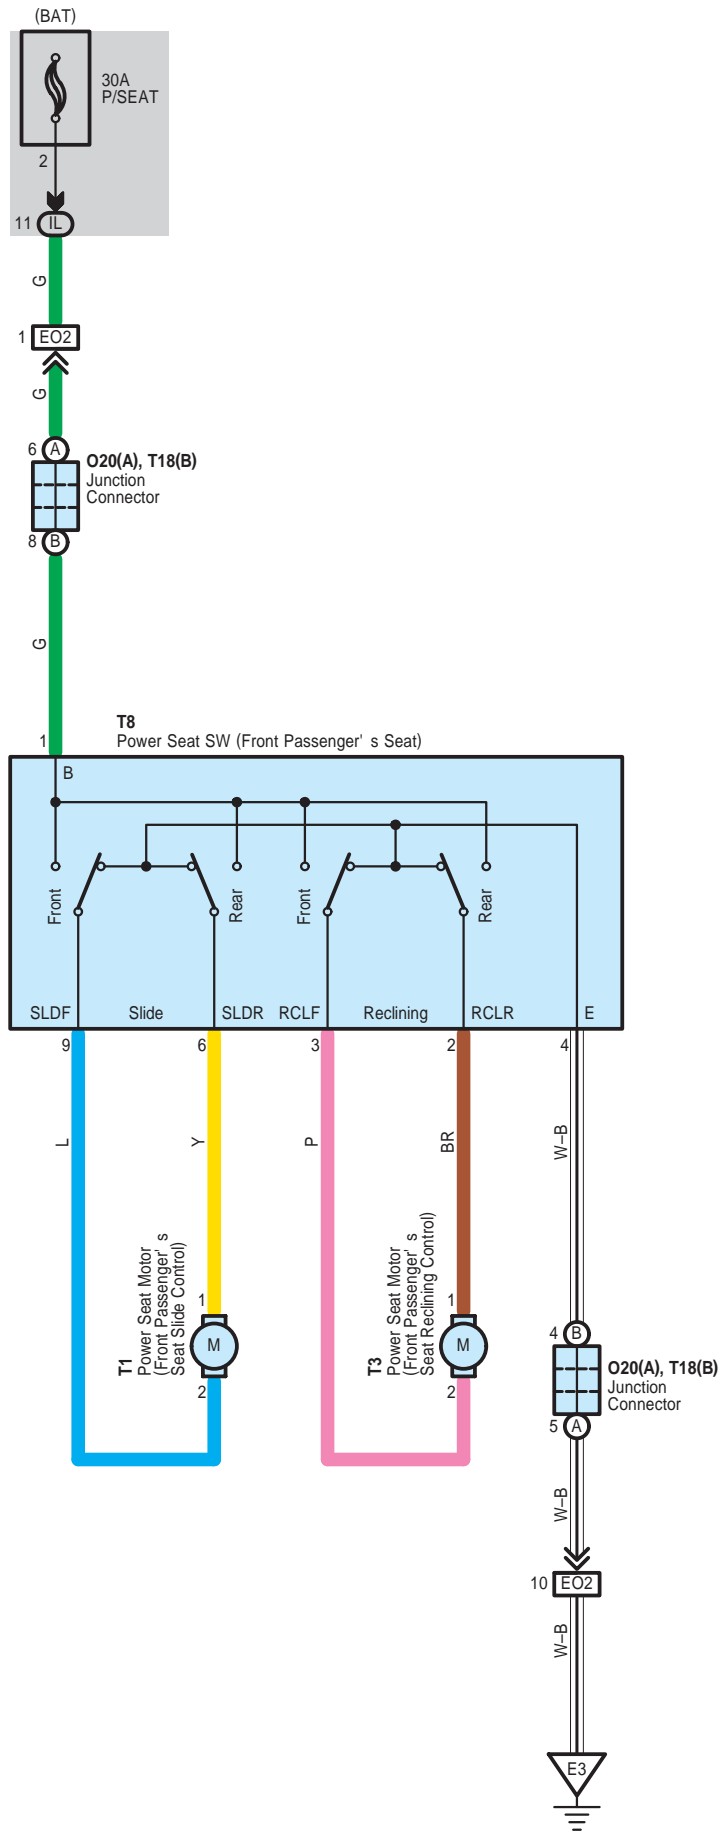 (BAT)
30A
P/SEAT
2
11 IL
G
1 EO2
G
6 A
O20(A), T18(B)
Junction
Connector
8 B
G
T8
1 Power Seat SW (Front Passenger' s Seat)
B
Front
Rear
Front
Rear
SLDF Slide SLDR RCLF Reclining RCLR E
9 6 3 2 4
L Y P BR W–B
T1
Power Seat Motor
(Front Passenger' s
Seat Slide Control)
1
M
2
T3
Power Seat Motor
(Front Passenger' s
Seat Reclining Control)
1
M
2
4 B
O20(A), T18(B)
Junction
Connector
5 A
W–B
10 EO2
W–B
E3